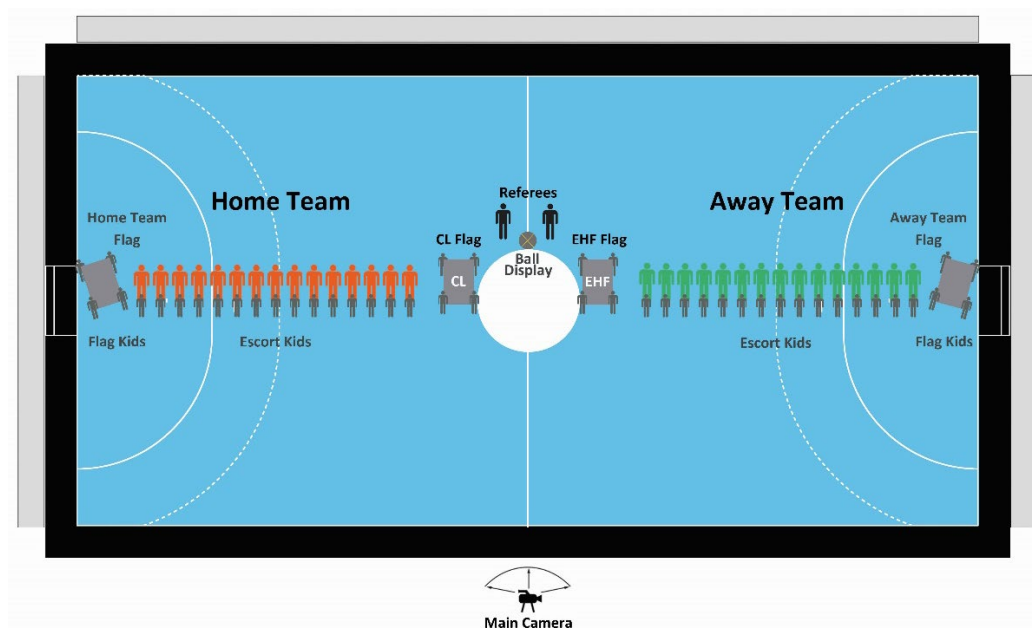 Referees
Home Team
Away Team
Home Team
Flag
CL Flag
EHF Flag
Away Team
Flag
Ball
Display
CL
EHF
Flag Kids
Escort Kids
Escort Kids
Flag Kids
Main Camera